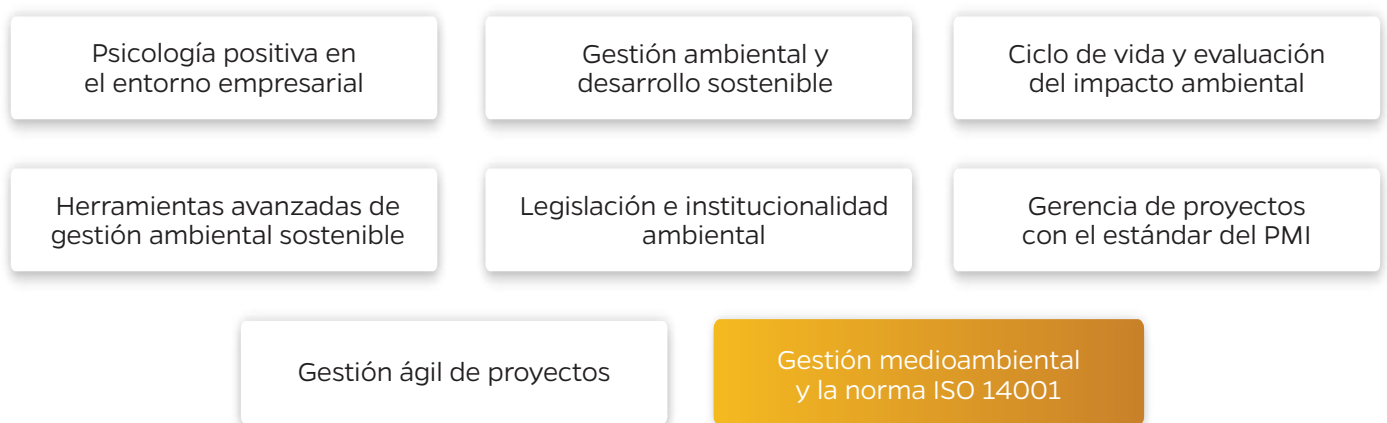 Psicología positiva en
el entorno empresarial
Gestión ambiental y
desarrollo sostenible
Ciclo de vida y evaluación
del impacto ambiental
Herramientas avanzadas de
gestión ambiental sostenible
Legislación e institucionalidad
ambiental
Gerencia de proyectos
con el estándar del PMI
Gestión ágil de proyectos
Gestión medioambiental
y la norma ISO 14001